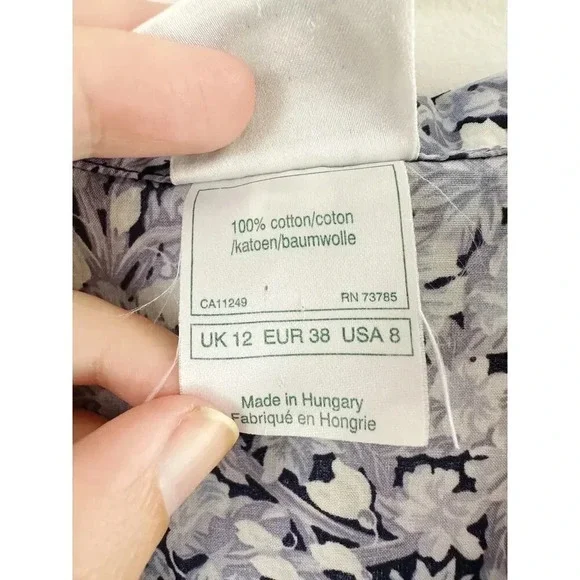 100% cotton/coton
/katoen/baumwolle
CA11249 RN 73785
UK 12 EUR 38 USA 8
Made in Hungary
Fabriqué en Hongrie